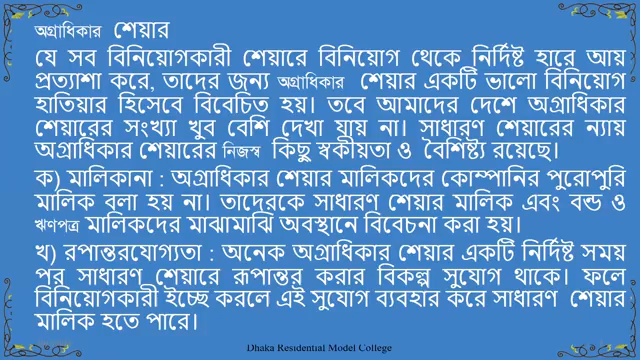 অগ্রাধিকার শেয়ার
যে সব বিনিয়োগকারী শেয়ারে বিনিয়োগ থেকে নির্দিষ্ট হারে আয়
প্রত্যাশা করে, তাদের জন্য অগ্রাধিকার শেয়ার একটি ভালো বিনিয়োগ
হাতিয়ার হিসেবে বিবেচিত হয়। তবে আমাদের দেশে অগ্রাধিকার
শেয়ারের সংখ্যা খুব বেশি দেখা যায় না। সাধারণ শেয়ারের ন্যায়
অগ্রাধিকার শেয়ারের নিজস্ব কিছু স্বকীয়তা ও বৈশিষ্ট্য রয়েছে।
ক) মালিকানা : অগ্রাধিকার শেয়ার মালিকদের কোম্পানির পুরোপুরি
মালিক বলা হয় না। তাদেরকে সাধারণ শেয়ার মালিক এবং বন্ড ও
ঋণপত্র মালিকদের মাঝামাঝি অবস্থানে বিবেচনা করা হয়।
খ) রপান্তরযোগ্যতা : অনেক অগ্রাধিকার শেয়ার একটি নির্দিষ্ট সময়
পর সাধারণ শেয়ারে রূপান্তর করার বিকল্প সুযোগ থাকে। ফলে
বিনিয়োগকারী ইচ্ছে করলে এই সুযোগ ব্যবহার করে সাধারণ শেয়ার
মালিক হতে পারে।
Dhaka Residential Model College